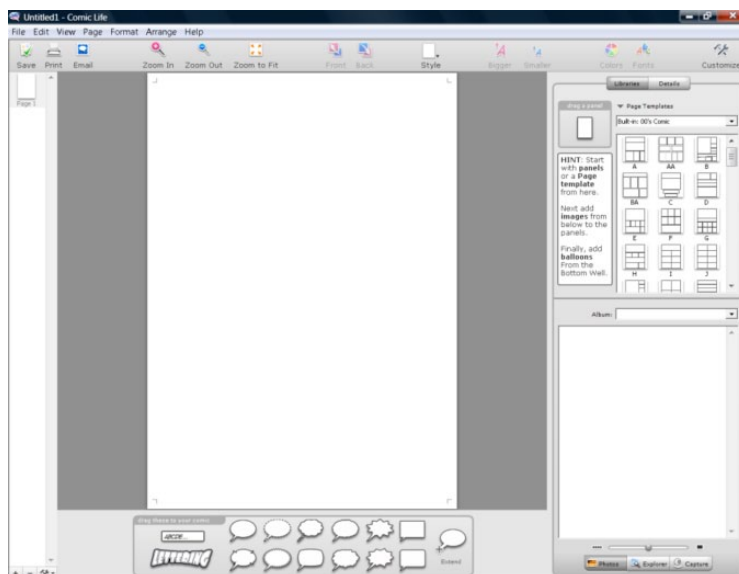 Untitled1 - Comic Life
File Edit View Page Format Arrange Help
Save Print Email Zoom In Zoom Out Zoom to Fit Front Back Style Bigger Smaller Colors Fonts Customize
Page 1
Libraries Details
drag a panel
Page Templates
Built-in: 00's Comic
A AA B
BA C D
E F G
H I J
HINT: Start
with panels
or a Page
template
from here.
Next add
images from
below to the
panels.
Finally, add
balloons
From the
Bottom Well.
Album:
drag these to your comic
ABCDE...
LETTERING
Extend
Photos Explorer Capture